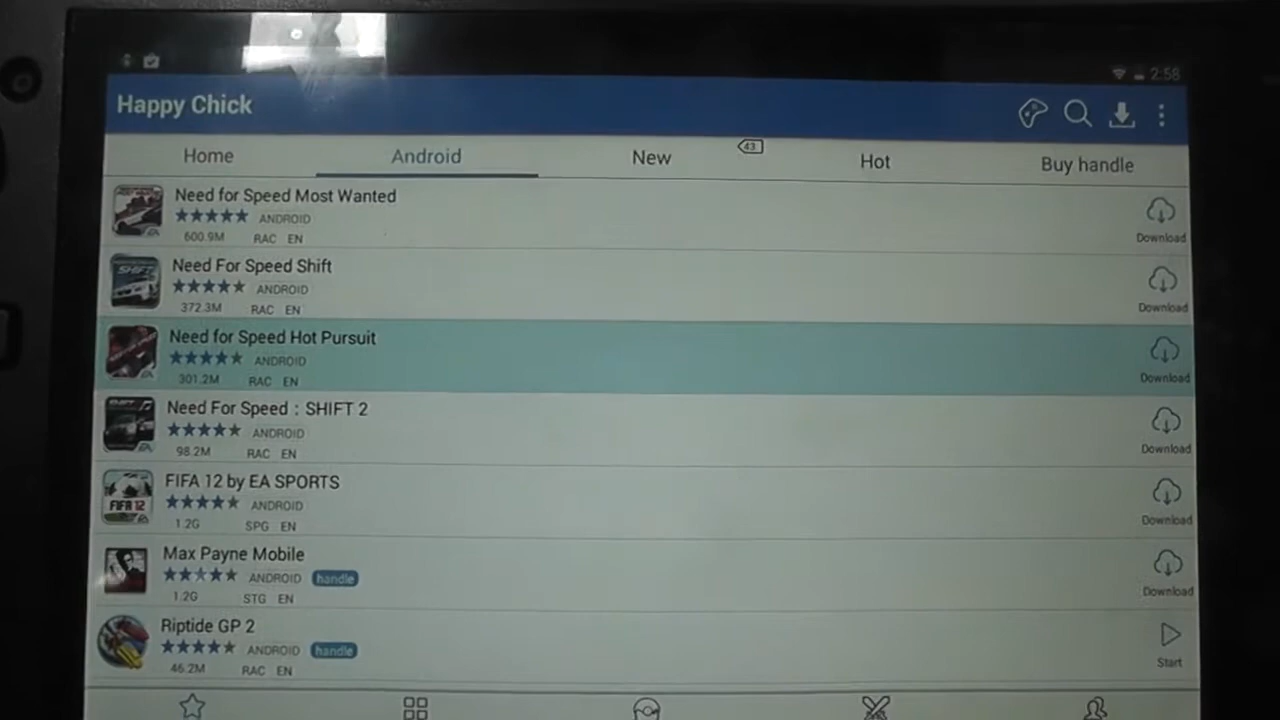 2:58
Happy Chick
Home Android New 43 Hot Buy handle
Need for Speed Most Wanted
ANDROID
600.9M RAC EN
Download
Need For Speed Shift
ANDROID
372.3M RAC EN
Download
Need for Speed Hot Pursuit
ANDROID
301.2M RAC EN
Download
Need For Speed : SHIFT 2
ANDROID
98.2M RAC EN
Download
FIFA 12 by EA SPORTS
FIFA 12
ANDROID
1.2G SPG EN
Download
Max Payne Mobile
ANDROID handle
1.2G STG EN
Download
Riptide GP 2
ANDROID handle
46.2M RAC EN
Start